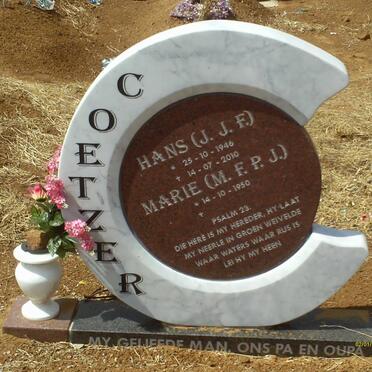 COETZER
HANS (J. J. F.)
* 25-10-1946
† 14-07-2010
MARIE (M. F. P. J.)
* 14-10-1950
PSALM 23.
DIE HERE IS MY HERDER, HY LAAT
MY NEERLE IN GROEN WEIVELDE
WAAR WATERS WAAR RUS IS
LEI HY MY HEEN
MY GELIEFDE MAN, ONS PA EN OUPA